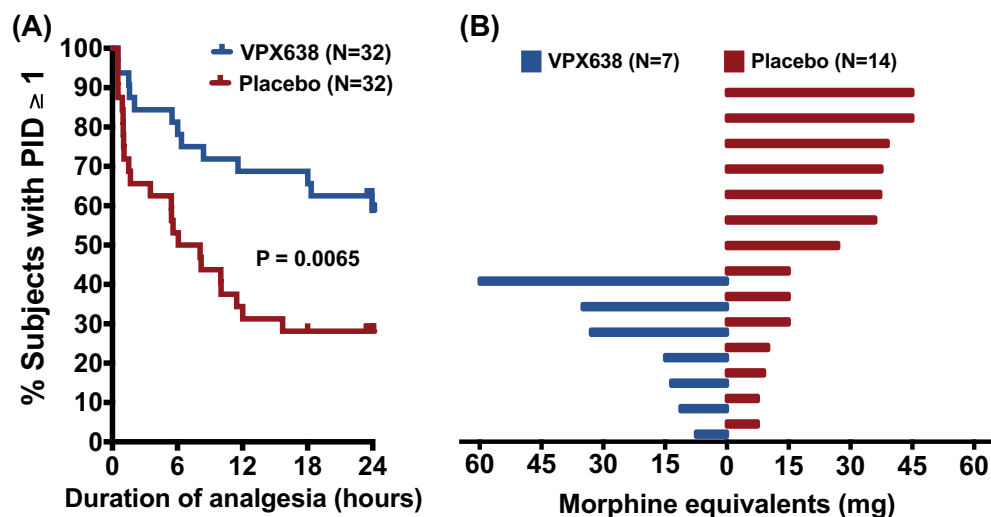 (A)
VPX638 (N=32)
Placebo (N=32)
% Subjects with PID ≥ 1
100
90
80
70
60
50
40
30
20
10
0
P = 0.0065
0 6 12 18 24
Duration of analgesia (hours)
(B)
VPX638 (N=7) Placebo (N=14)
60 45 30 15 0 15 30 45 60
Morphine equivalents (mg)